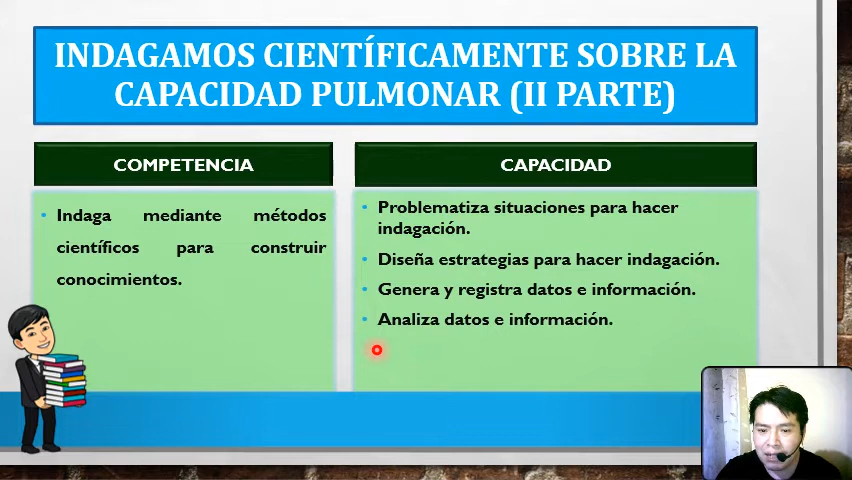 INDAGAMOS CIENTÍFICAMENTE SOBRE LA
CAPACIDAD PULMONAR (II PARTE)
COMPETENCIA
• Indaga mediante métodos
científicos para construir
conocimientos.
CAPACIDAD
• Problematiza situaciones para hacer
indagación.
• Diseña estrategias para hacer indagación.
• Genera y registra datos e información.
• Analiza datos e información.